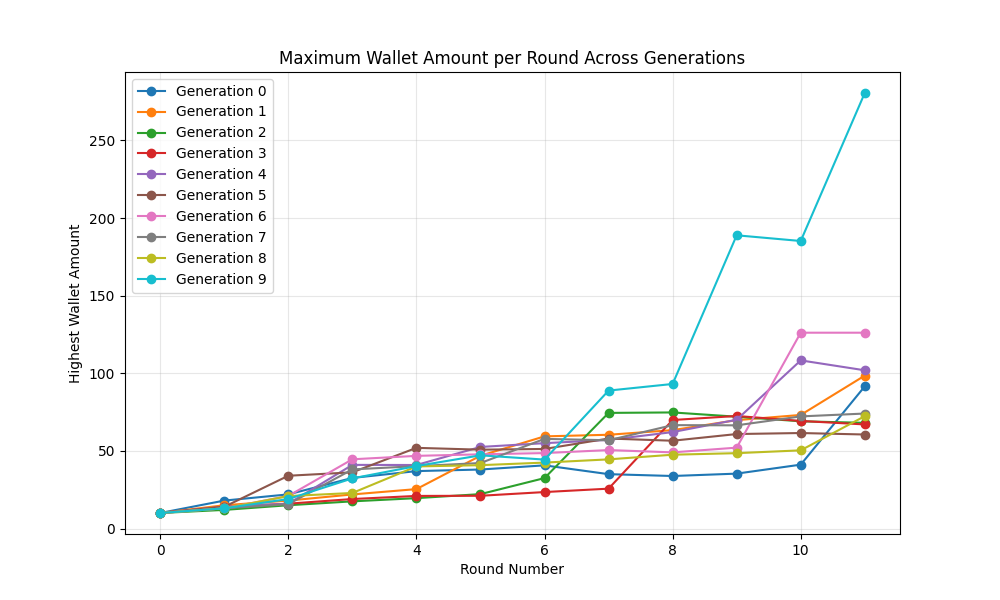 Maximum Wallet Amount per Round Across Generations
Generation 0
Generation 1
Generation 2
Generation 3
Generation 4
Generation 5
Generation 6
Generation 7
Generation 8
Generation 9
250
200
150
100
50
0
Highest Wallet Amount
0 2 4 6 8 10
Round Number